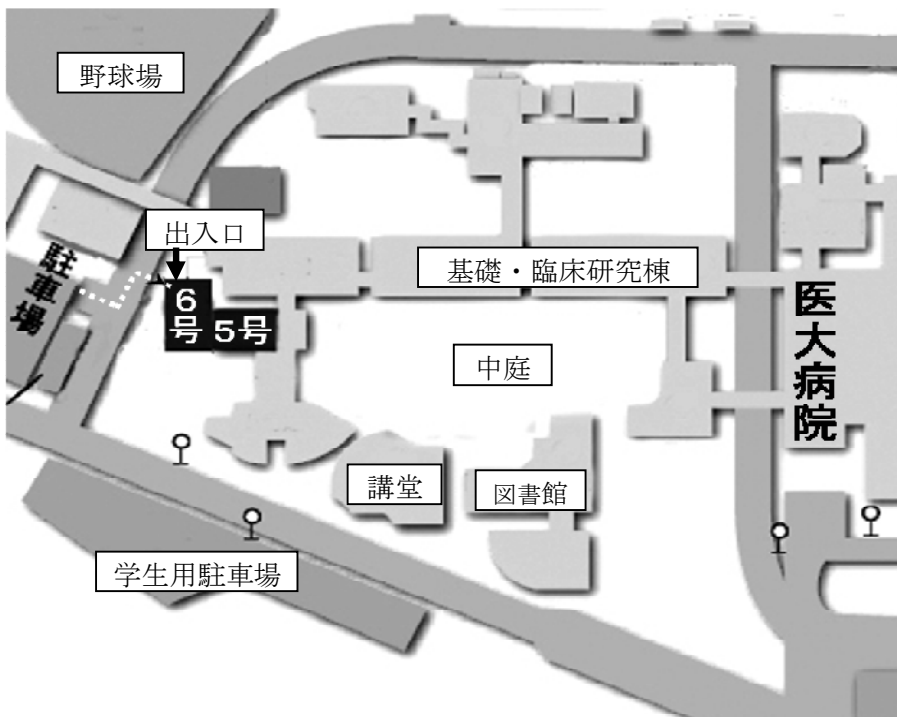 野球場
出入口
駐車場
6号
5号
基礎・臨床研究棟
中庭
医大病院
講堂
図書館
学生用駐車場